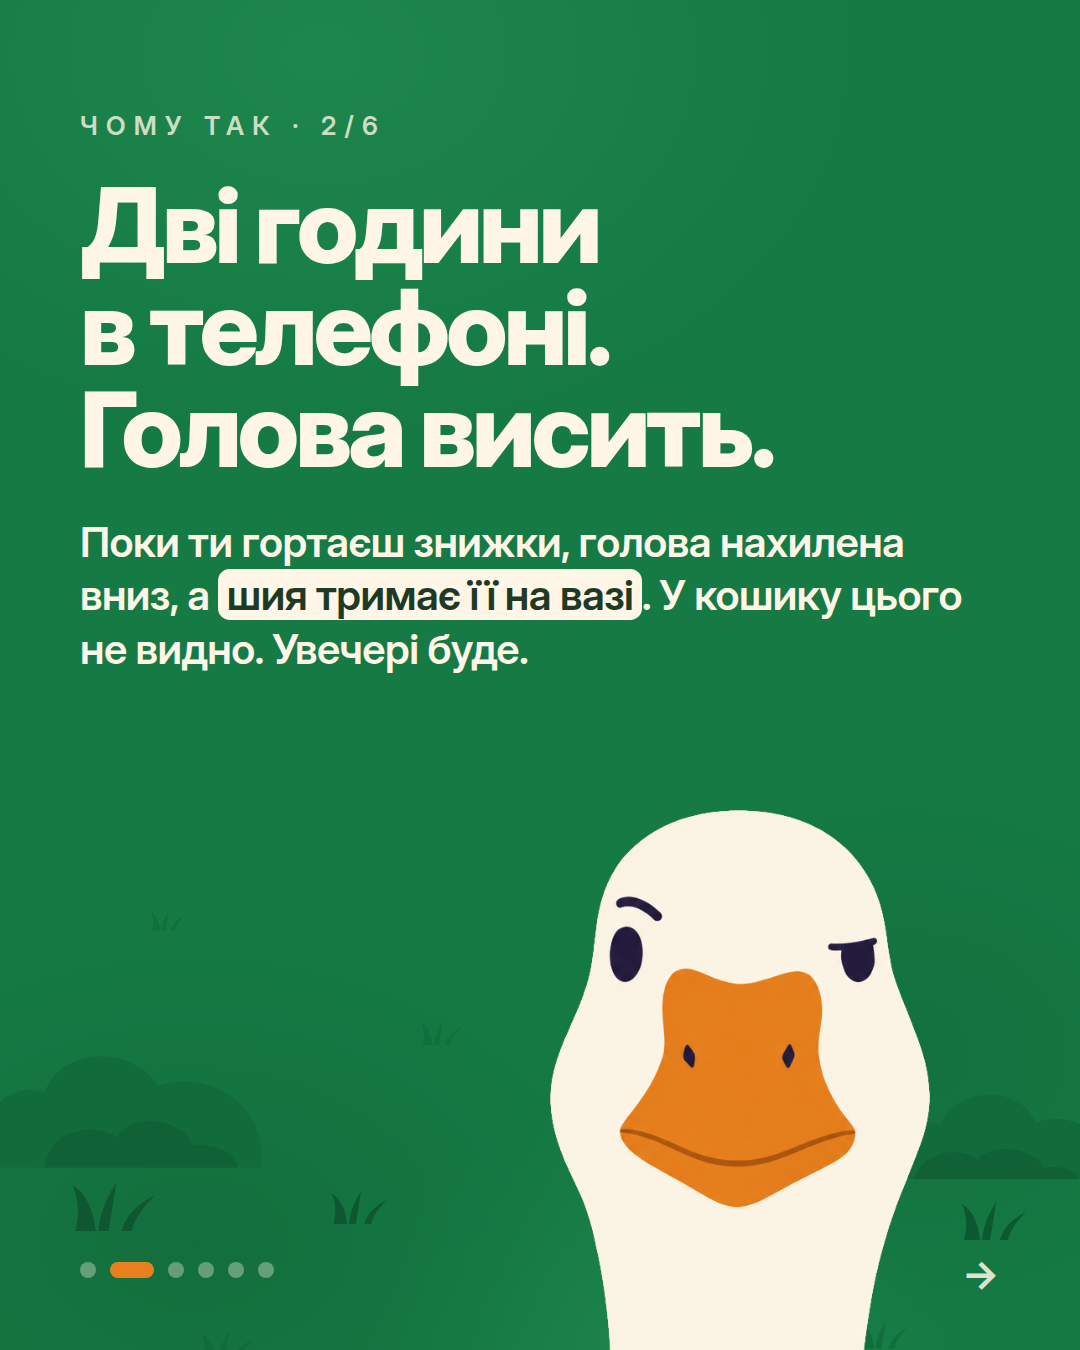 ЧОМУ ТАК · 2/6
Дві години
в телефоні.
Голова висить.
Поки ти гортаєш знижки, голова нахилена
вниз, а шия тримає її на вазі. У кошику цього
не видно. Увечері буде.